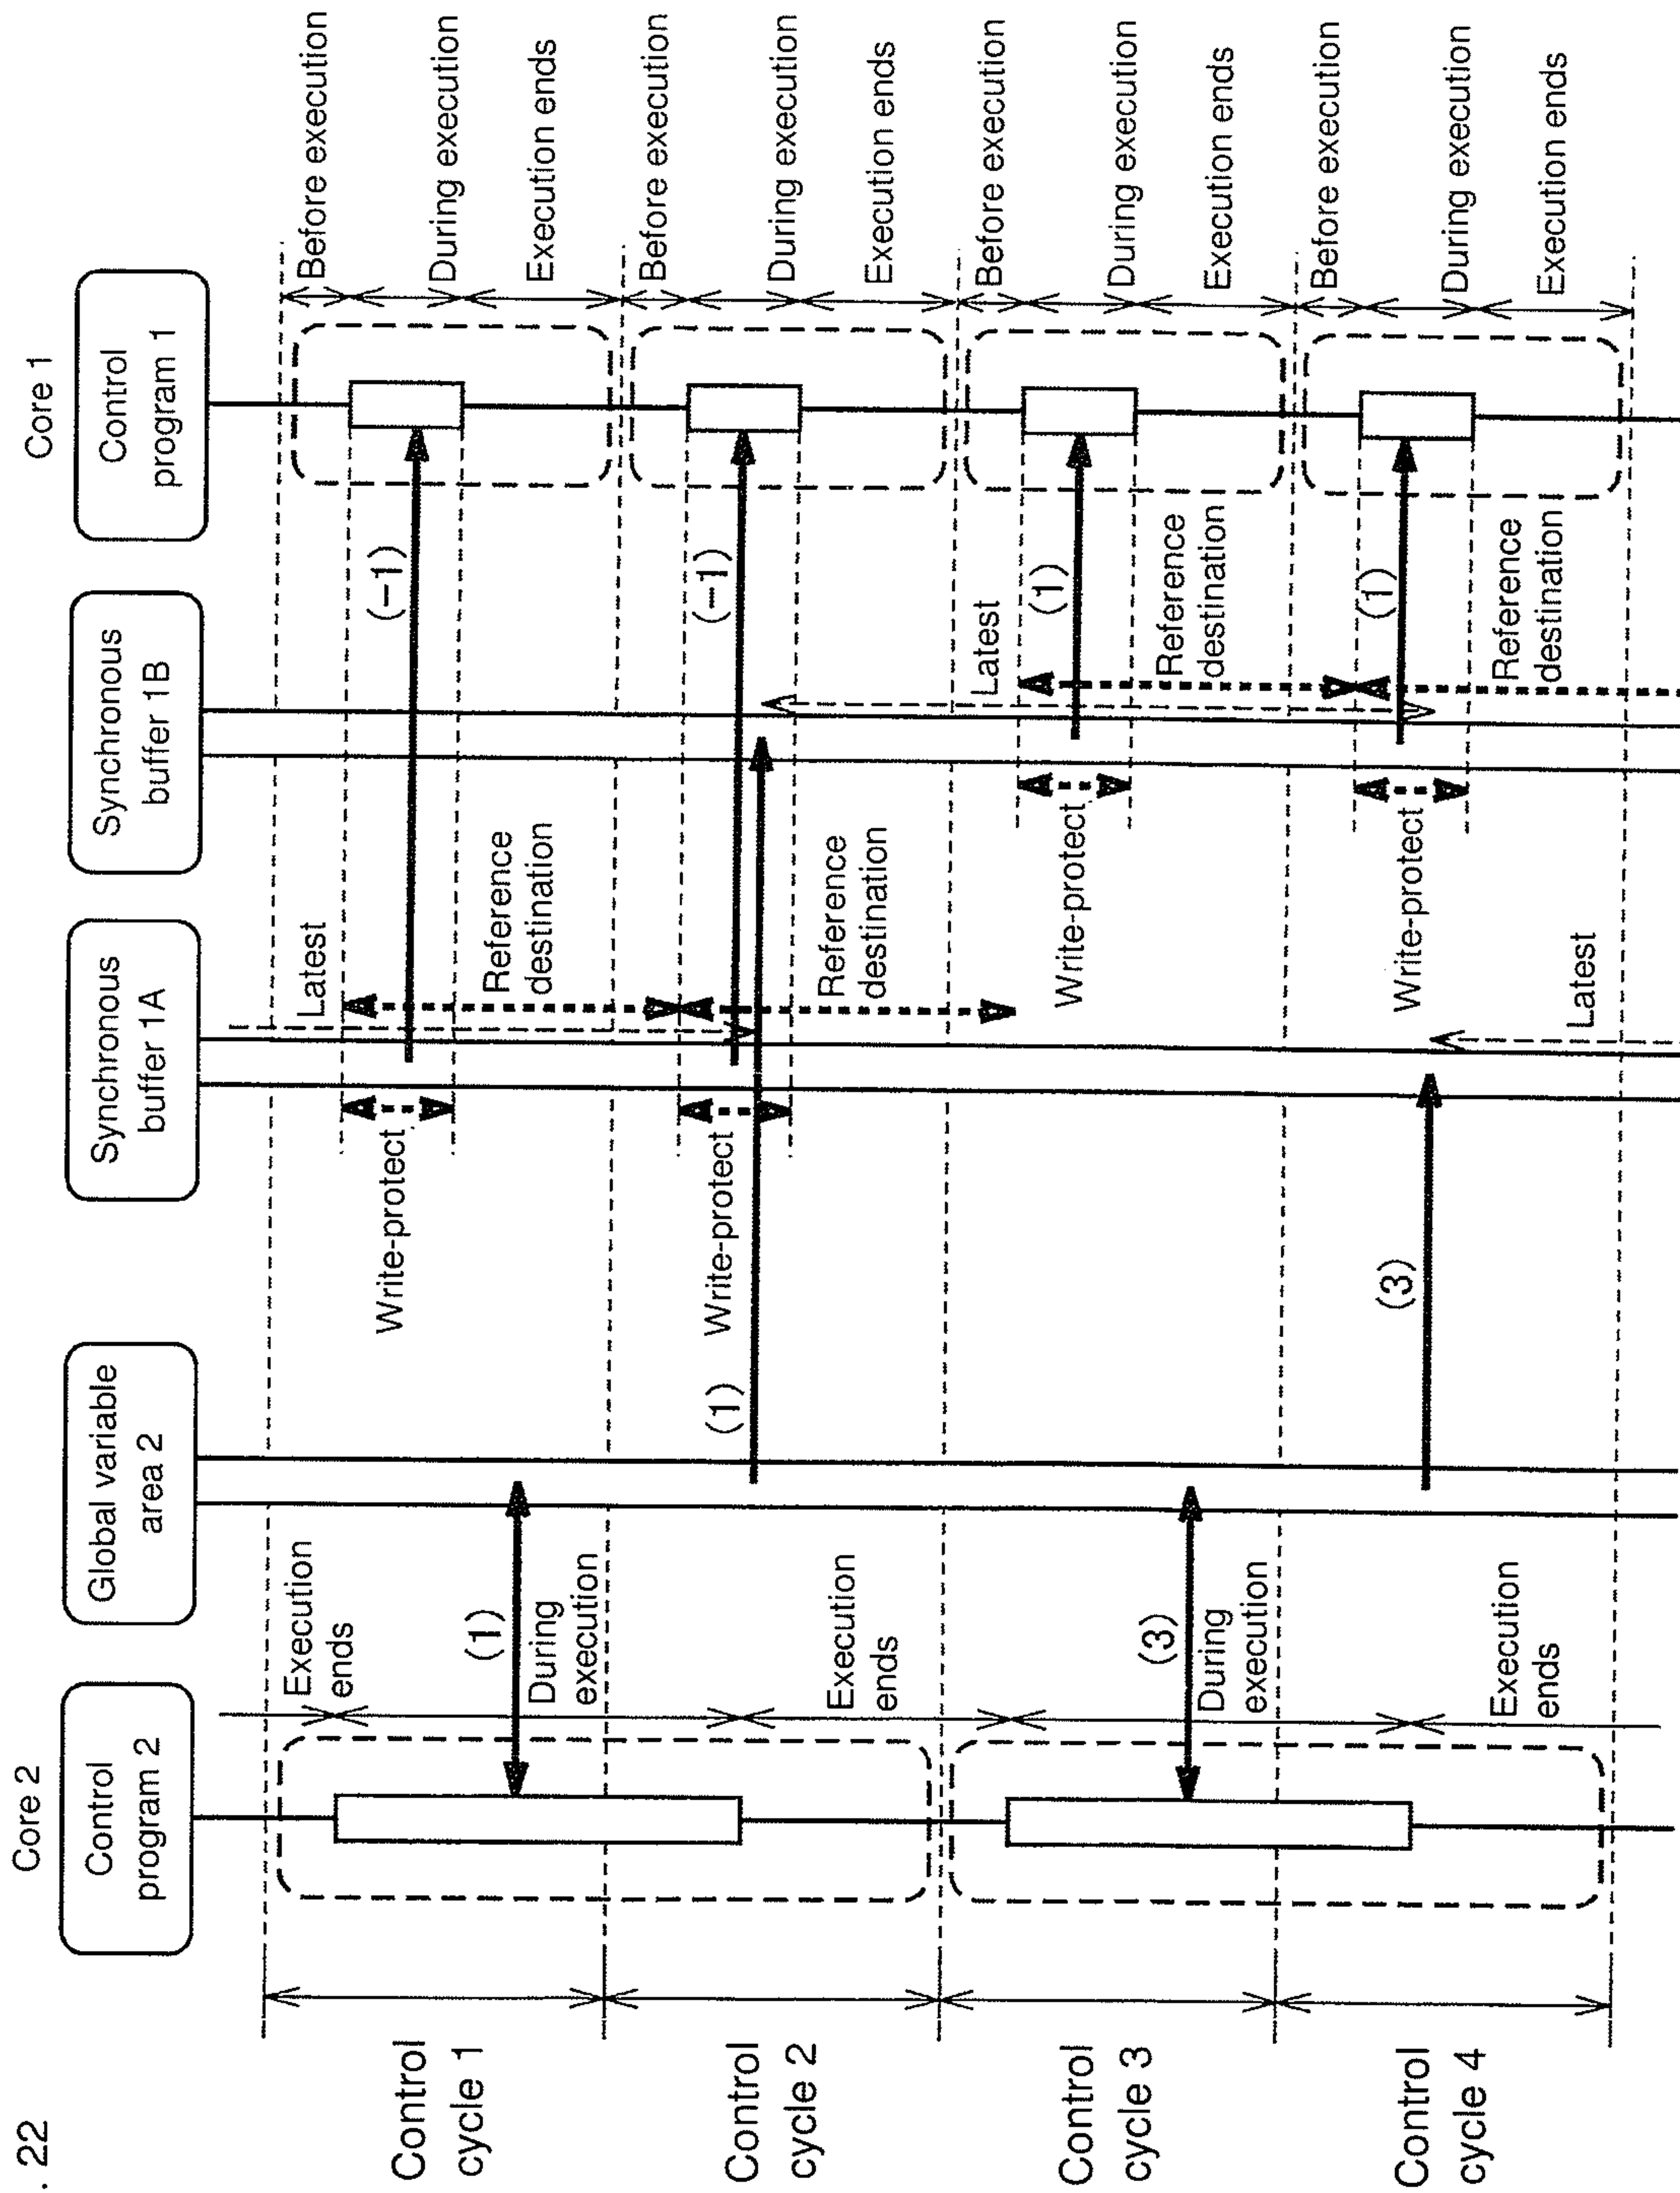 . 22
Core 2
Core 1
Control
program 2
Global variable
area 2
Synchronous
buffer 1A
Synchronous
buffer 1B
Control
program 1
Control
cycle 1
Execution
ends
(1)
During
execution
Write-protect
Latest
Reference
destination
(-1)
Before execution
During execution
Execution ends
Control
cycle 2
Execution
ends
(1)
Write-protect
Reference
destination
(-1)
Before execution
During execution
Execution ends
Control
cycle 3
(3)
During
execution
Write-protect
Latest
(1)
Reference
destination
Before execution
During execution
Execution ends
Control
cycle 4
Execution
ends
(3)
Latest
Write-protect
(1)
Reference
destination
Before execution
During execution
Execution ends